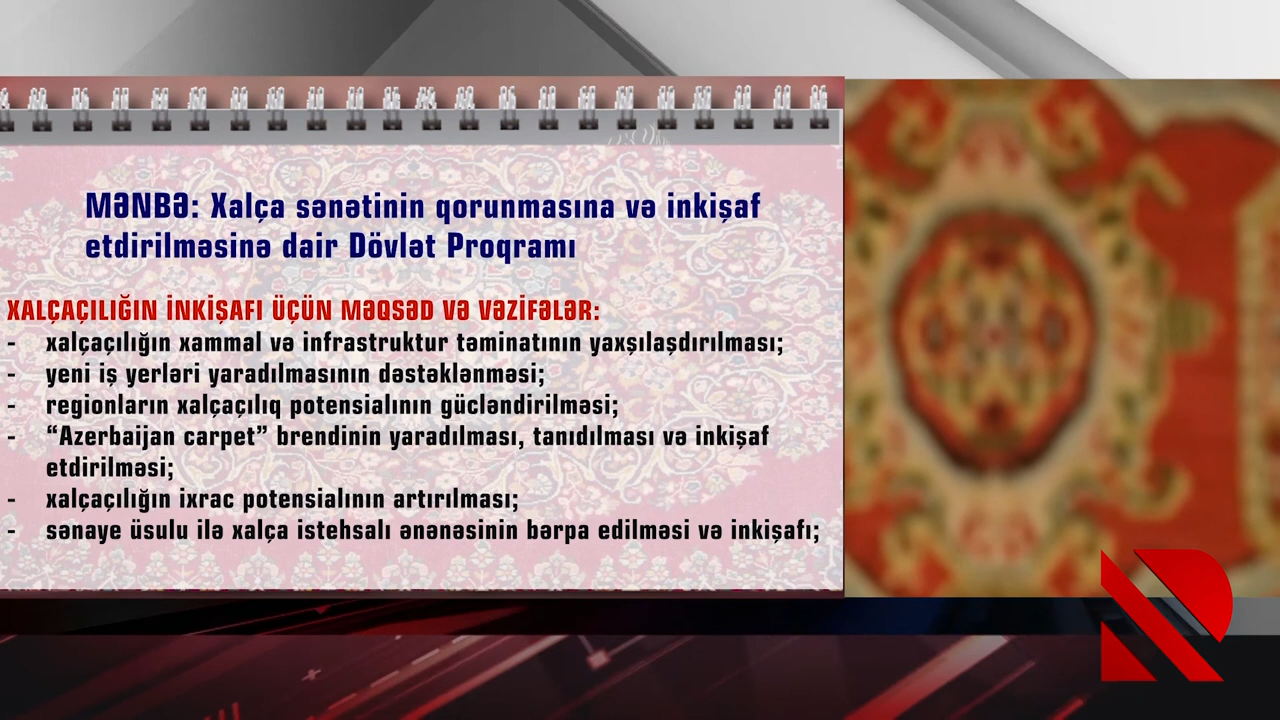 MƏNBƏ: Xalça sənətinin qorunmasına və inkişaf
etdirilməsinə dair Dövlət Proqramı
XALÇAÇILIĞIN İNKİŞAFI ÜÇÜN MƏQSƏD VƏ VƏZİFƏLƏR:
- xalçaçılığın xammal və infrastruktur təminatının yaxşılaşdırılması;
- yeni iş yerləri yaradılmasının dəstəklənməsi;
- regionların xalçaçılıq potensialının gücləndirilməsi;
- “Azerbaijan carpet” brendinin yaradılması, tanıdılması və inkişaf
etdirilməsi;
- xalçaçılığın ixrac potensialının artırılması;
- sənaye üsulu ilə xalça istehsalı ənənəsinin bərpa edilməsi və inkişafı;